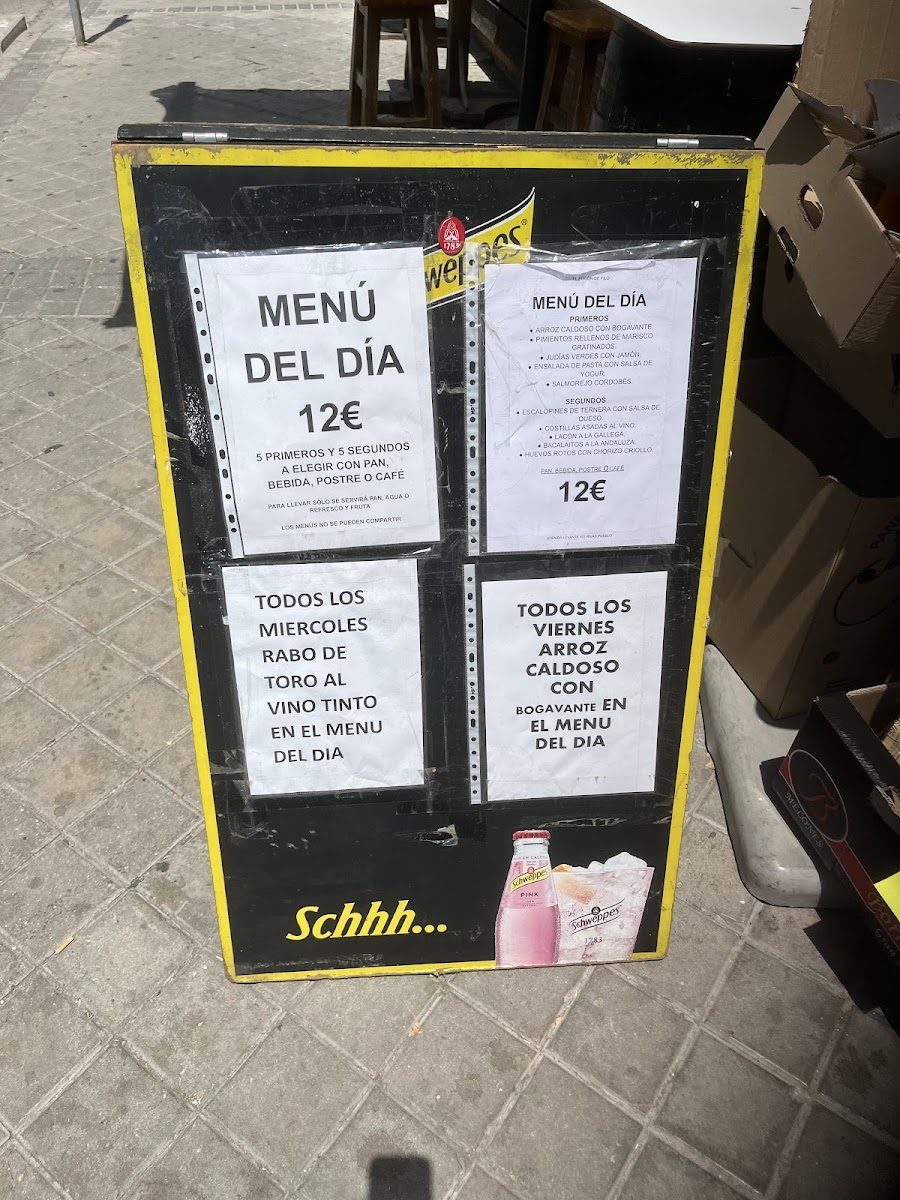 Schweppes
1783
MENÚ
DEL DÍA
12€
5 PRIMEROS Y 5 SEGUNDOS
A ELEGIR CON PAN,
BEBIDA, POSTRE O CAFÉ
PARA LLEVAR SÓLO SE SERVIRÁ PAN, AGUA O
REFRESCO Y FRUTA
LOS MENÚS NO SE PUEDEN COMPARTIR
MENÚ DEL DÍA
PRIMEROS
• ARROZ CALDOSO CON BOGAVANTE.
• PIMIENTOS RELLENOS DE MARISCO
GRATINADOS.
• JUDÍAS VERDES CON JAMÓN.
• ENSALADA DE PASTA CON SALSA DE
YOGUR.
• SALMOREJO CORDOBÉS.
SEGUNDOS
• ESCALOPINES DE TERNERA CON SALSA DE
QUESO.
• COSTILLAS ASADAS AL VINO.
• LACÓN A LA GALLEGA.
• BACALAITOS A LA ANDALUZA.
• HUEVOS ROTOS CON CHORIZO CRIOLLO.
PAN, BEBIDA, POSTRE O CAFÉ
12€
TODOS LOS
MIERCOLES
RABO DE
TORO AL
VINO TINTO
EN EL MENU
DEL DIA
TODOS LOS
VIERNES
ARROZ
CALDOSO
CON
BOGAVANTE EN
EL MENU
DEL DIA
Schhh...
Schweppes
PINK
Schweppes
1783
MELONES